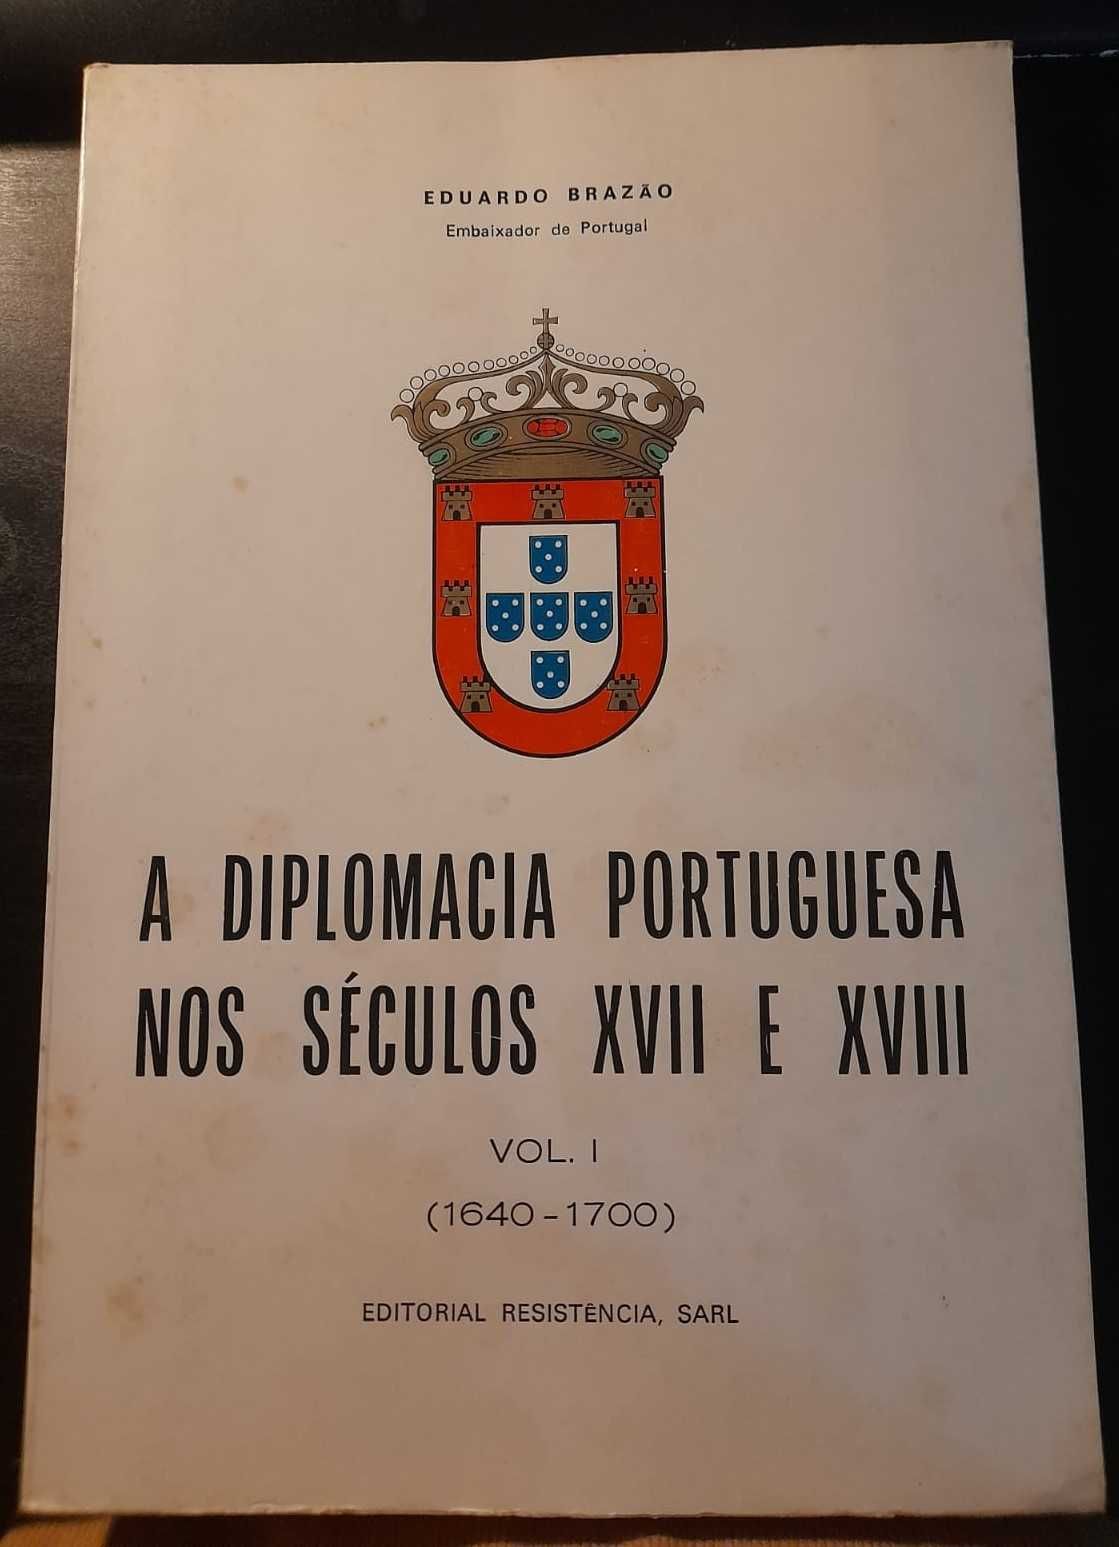 EDUARDO BRAZÃO
Embaixador de Portugal
A DIPLOMACIA PORTUGUESA
NOS SÉCULOS XVII E XVIII
VOL. I
(1640-1700)
EDITORIAL RESISTÊNCIA, SARL